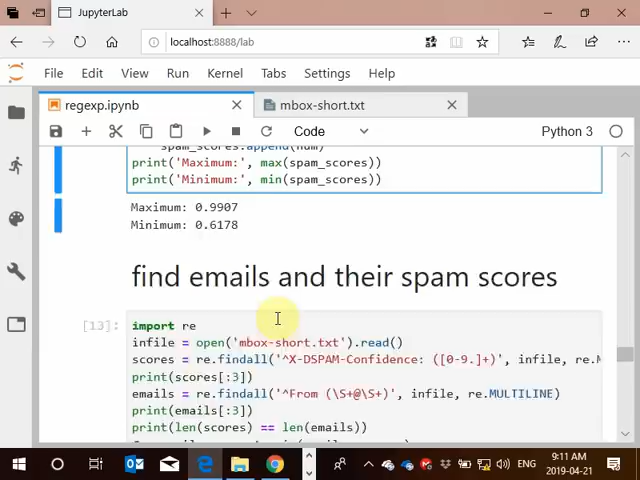 JupyterLab
localhost:8888/lab
File Edit View Run Kernel Tabs Settings Help
regexp.ipynb mbox-short.txt
Code Python 3
spam_scores.append(num)
print('Maximum:', max(spam_scores))
print('Minimum:', min(spam_scores))
Maximum: 0.9907
Minimum: 0.6178
find emails and their spam scores
[13]: import re
infile = open('mbox-short.txt').read()
scores = re.findall('^X-DSPAM-Confidence: ([0-9.]+)', infile, re.M
print(scores[:3])
emails = re.findall('^From (\S+@\S+)', infile, re.MULTILINE)
print(emails[:3])
print(len(scores) == len(emails))
ENG 9:11 AM
2019-04-21